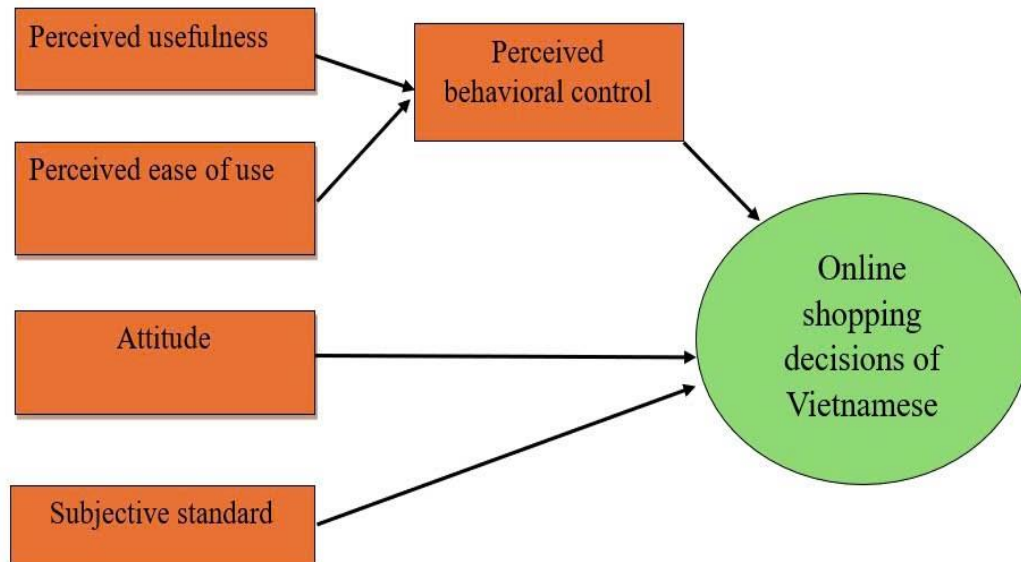 Perceived usefulness
Perceived
behavioral control
Perceived ease of use
Attitude
Subjective standard
Online
shopping
decisions of
Vietnamese